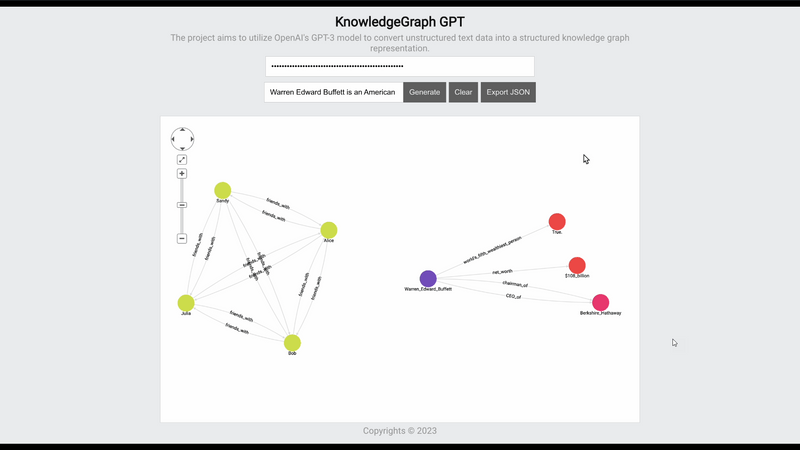 KnowledgeGraph GPT
The project aims to utilize OpenAI's GPT-3 model to convert unstructured text data into a structured knowledge graph
representation.
••••••••••••••••••••••••••••••••••••••••••••••••••••
Warren Edward Buffett is an American
Generate
Clear
Export JSON
Sandy
friends_with
friends_with
Alice
friends_with
friends_with
friends_with
friends_with
friends_with
friends_with
friends_with
friends_with
Julia
friends_with
friends_with
Bob
True.
world's_fifth_wealthiest_person
net_worth
$108_billion
Warren_Edward_Buffett
chairman_of
CEO_of
Berkshire_Hathaway
Copyrights © 2023